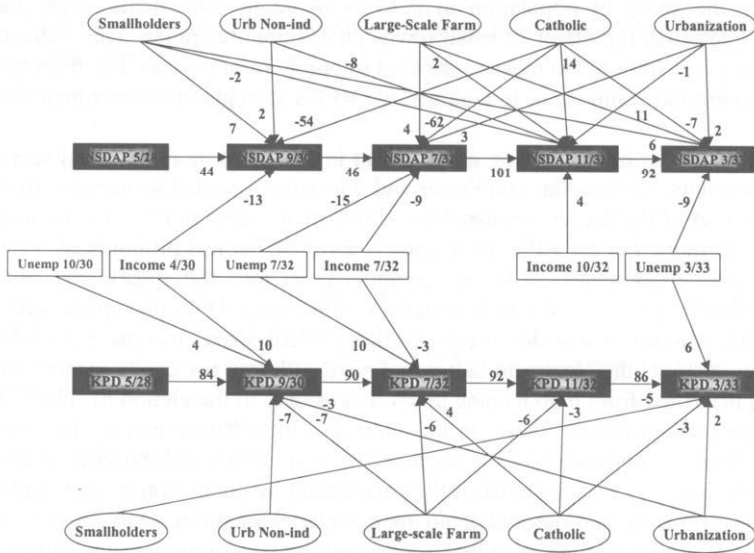 Smallholders Urb Non-ind Large-Scale Farm Catholic Urbanization
-8 2 14 -1
-2
11
-54 -62 -7
7 2 4 3 6 2
NSDAP 5/28 NSDAP 9/30 NSDAP 7/32 NSDAP 11/32 NSDAP 3/33
44 46 101 92
-13 -15 -9 4 -9
Unemp 10/30 Income 4/30 Unemp 7/32 Income 7/32 Income 10/32 Unemp 3/33
4 10 10 -3 6
KPD 5/28 KPD 9/30 KPD 7/32 KPD 11/32 KPD 3/33
84 90 92 86
-3 -5
-7 -7 4 -3 2
-6 -6 -3
Smallholders Urb Non-ind Large-scale Farm Catholic Urbanization